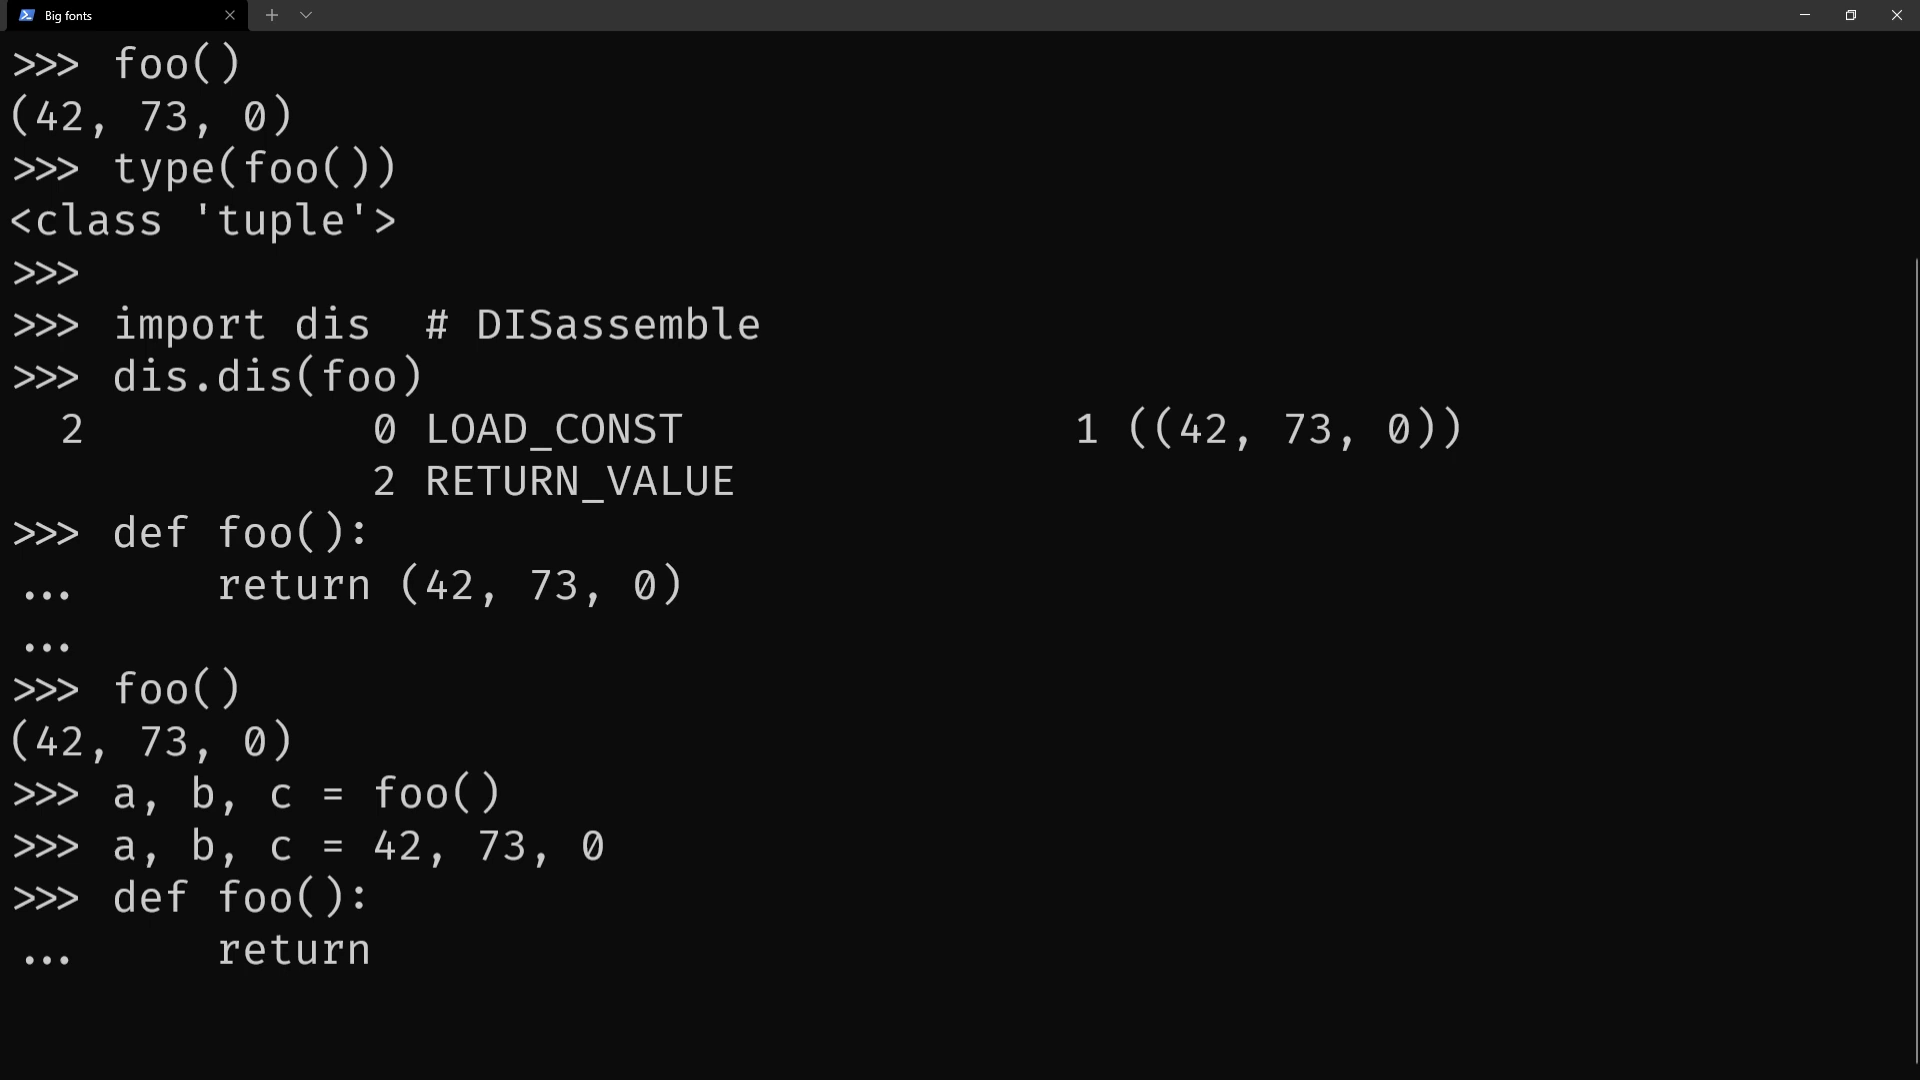 Big fonts
>>> foo()
(42, 73, 0)
>>> type(foo())
<class 'tuple'>
>>>
>>> import dis  # DISassemble
>>> dis.dis(foo)
  2           0 LOAD_CONST               1 ((42, 73, 0))
              2 RETURN_VALUE
>>> def foo():
...     return (42, 73, 0)
...
>>> foo()
(42, 73, 0)
>>> a, b, c = foo()
>>> a, b, c = 42, 73, 0
>>> def foo():
...     return